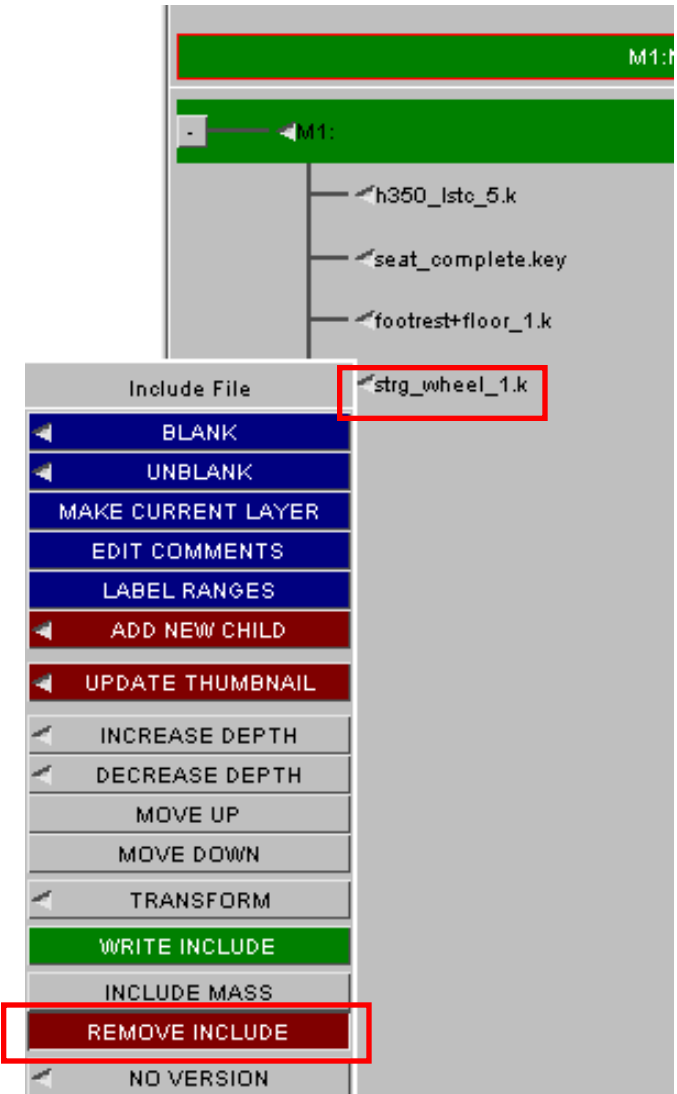 M1:M
-
M1:
h350_lstc_5.k
seat_complete.key
footrest+floor_1.k
strg_wheel_1.k
Include File
BLANK
UNBLANK
MAKE CURRENT LAYER
EDIT COMMENTS
LABEL RANGES
ADD NEW CHILD
UPDATE THUMBNAIL
INCREASE DEPTH
DECREASE DEPTH
MOVE UP
MOVE DOWN
TRANSFORM
WRITE INCLUDE
INCLUDE MASS
REMOVE INCLUDE
NO VERSION